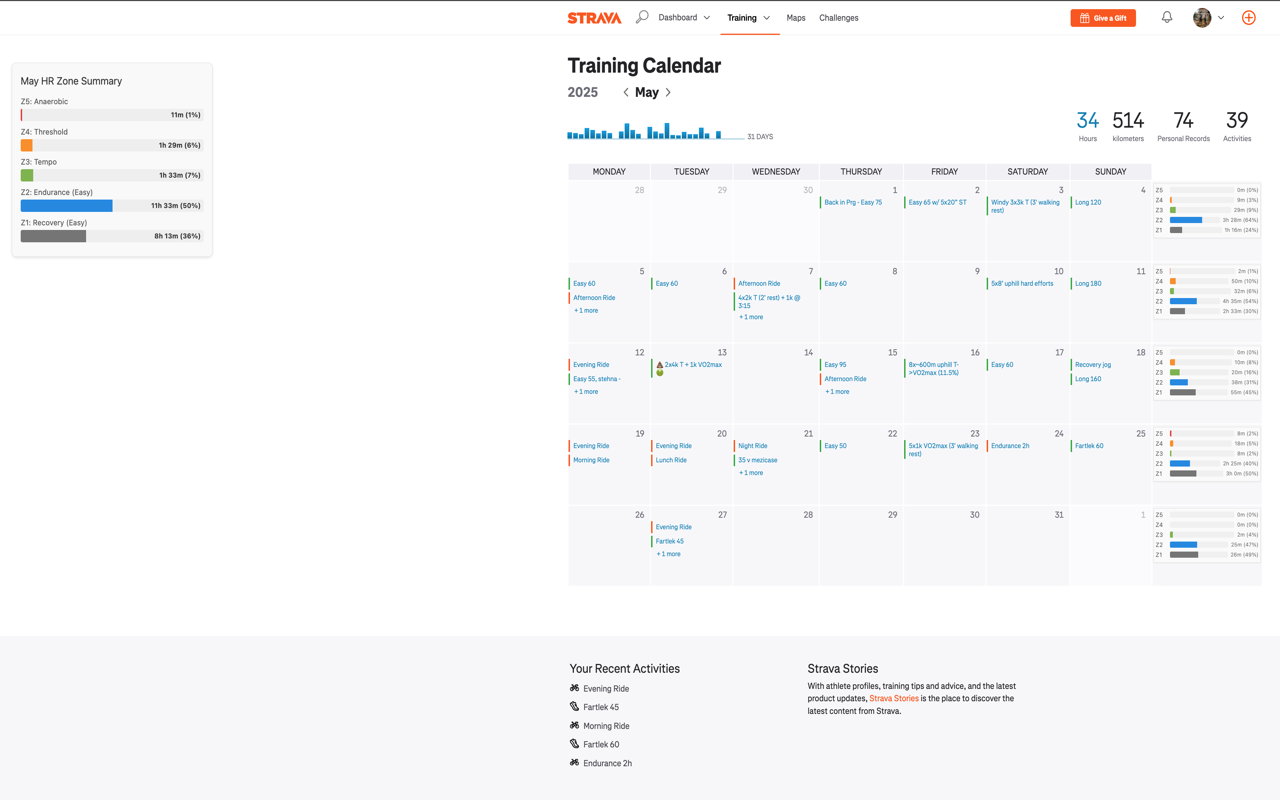 STRAVA
Dashboard
Training
Maps
Challenges
Give a Gift
May HR Zone Summary
Z5: Anaerobic
11m (1%)
Z4: Threshold
1h 29m (6%)
Z3: Tempo
1h 33m (7%)
Z2: Endurance (Easy)
11h 33m (50%)
Z1: Recovery (Easy)
8h 13m (36%)
Training Calendar
2025
May
31 DAYS
34 Hours
514 kilometers
74 Personal Records
39 Activities
MONDAY TUESDAY WEDNESDAY THURSDAY FRIDAY SATURDAY SUNDAY
28 29 30 1 2 3 4
Back in Prg - Easy 75
Easy 65 w/ 5x20" ST
Windy 3x3k T (3' walking
rest)
Long 120
Z5 0m (0%)
Z4 9m (3%)
Z3 29m (9%)
Z2 3h 28m (64%)
Z1 1h 16m (24%)
5 6 7 8 9 10 11
Easy 60
Afternoon Ride
+ 1 more
Easy 60
Afternoon Ride
4x2k T (2' rest) + 1k @
3:15
+ 1 more
Easy 60
5x8' uphill hard efforts
Long 180
Z5 2m (1%)
Z4 50m (10%)
Z3 32m (6%)
Z2 4h 35m (54%)
Z1 2h 33m (30%)
12 13 14 15 16 17 18
Evening Ride
Easy 55, stehna -
+ 1 more
2x4k T + 1k VO2max
Easy 95
Afternoon Ride
+ 1 more
8x~600m uphill T-
>VO2max (11.5%)
Easy 60
Recovery jog
Long 160
Z5 0m (0%)
Z4 10m (8%)
Z3 20m (16%)
Z2 38m (31%)
Z1 55m (45%)
19 20 21 22 23 24 25
Evening Ride
Morning Ride
Evening Ride
Lunch Ride
Night Ride
35 v mezicase
+ 1 more
Easy 50
5x1k VO2max (3' walking
rest)
Endurance 2h
Fartlek 60
Z5 8m (2%)
Z4 19m (5%)
Z3 8m (2%)
Z2 2h 25m (40%)
Z1 3h 0m (50%)
26 27 28 29 30 31 1
Evening Ride
Fartlek 45
+ 1 more
Z5 0m (0%)
Z4 0m (0%)
Z3 2m (4%)
Z2 25m (47%)
Z1 26m (49%)
Your Recent Activities
Evening Ride
Fartlek 45
Morning Ride
Fartlek 60
Endurance 2h
Strava Stories
With athlete profiles, training tips and advice, and the latest
product updates, Strava Stories is the place to discover the
latest content from Strava.